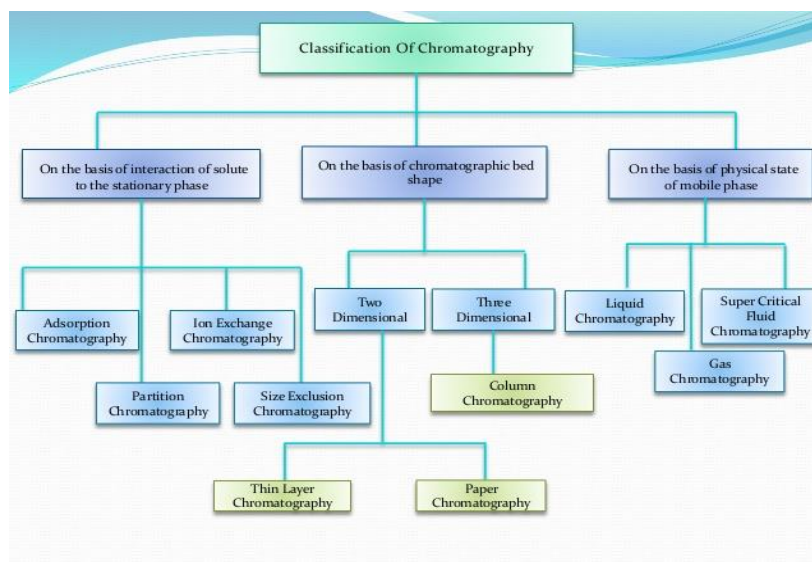 Classification Of Chromatography
On the basis of interaction of solute
to the stationary phase
On the basis of chromatographic bed
shape
On the basis of physical state
of mobile phase
Adsorption
Chromatography
Ion Exchange
Chromatography
Partition
Chromatography
Size Exclusion
Chromatography
Two
Dimensional
Three
Dimensional
Column
Chromatography
Thin Layer
Chromatography
Paper
Chromatography
Liquid
Chromatography
Super Critical
Fluid
Chromatography
Gas
Chromatography